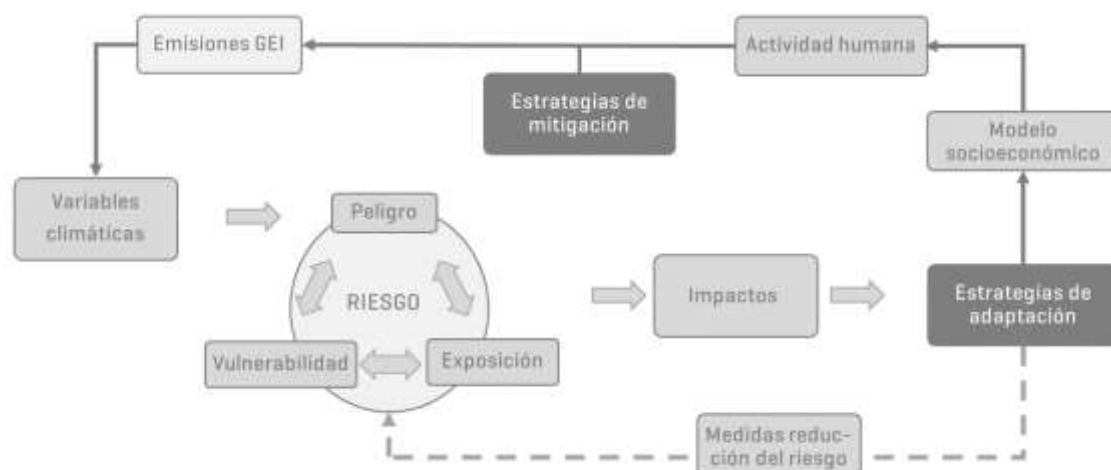 Emisiones GEI
Actividad humana
Estrategias de
mitigación
Modelo
socioeconómico
Variables
climáticas
Peligro
RIESGO
Vulnerabilidad
Exposición
Impactos
Estrategias de
adaptación
Medidas reduc-
ción del riesgo